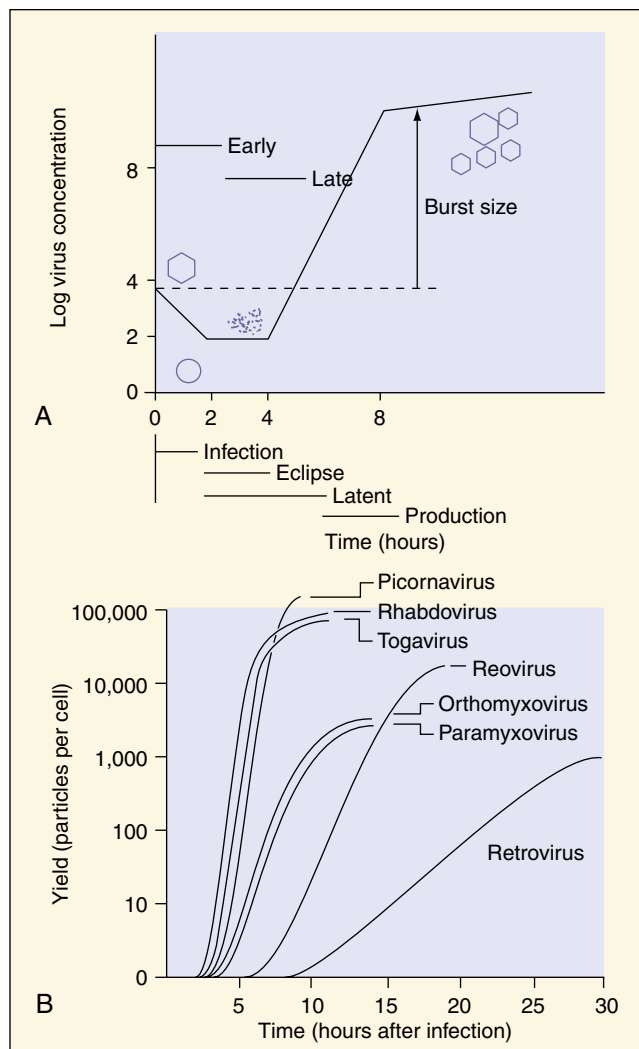 Log virus concentration
8
4
2
0
Early
Late
Burst size
A
0 2 4 8
Infection
Eclipse
Latent
Production
Time (hours)
Yield (particles per cell)
100,000
10,000
1,000
100
10
0
Picornavirus
Rhabdovirus
Togavirus
Reovirus
Orthomyxovirus
Paramyxovirus
Retrovirus
B
5 10 15 20 25 30
Time (hours after infection)